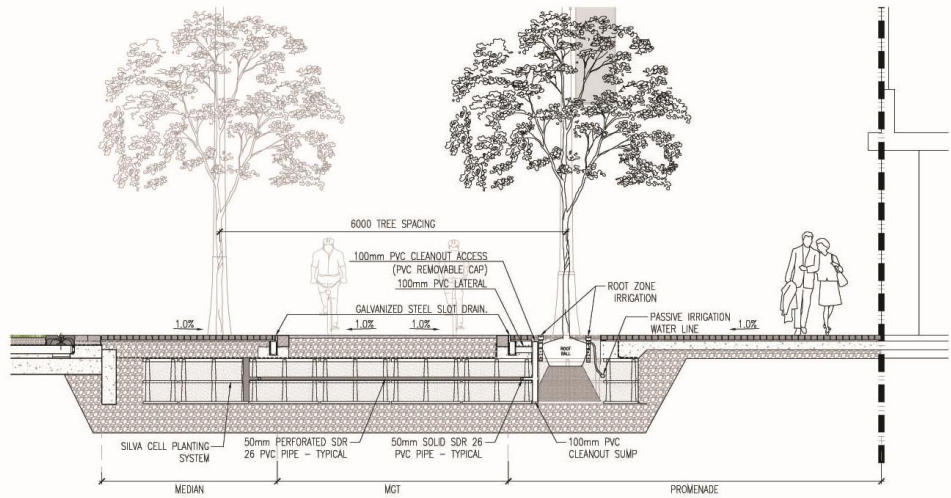 6000 TREE SPACING
100mm PVC CLEANOUT ACCESS
(PVC REMOVABLE CAP)
100mm PVC LATERAL
GALVANIZED STEEL SLOT DRAIN.
ROOT ZONE
IRRIGATION
PASSIVE IRRIGATION
WATER LINE
1.0%
1.0%
1.0%
1.0%
ROOT
BALL
SILVA CELL PLANTING
SYSTEM
50mm PERFORATED SDR
26 PVC PIPE - TYPICAL
50mm SOLID SDR 26
PVC PIPE - TYPICAL
100mm PVC
CLEANOUT SUMP
MEDIAN
MGT
PROMENADE